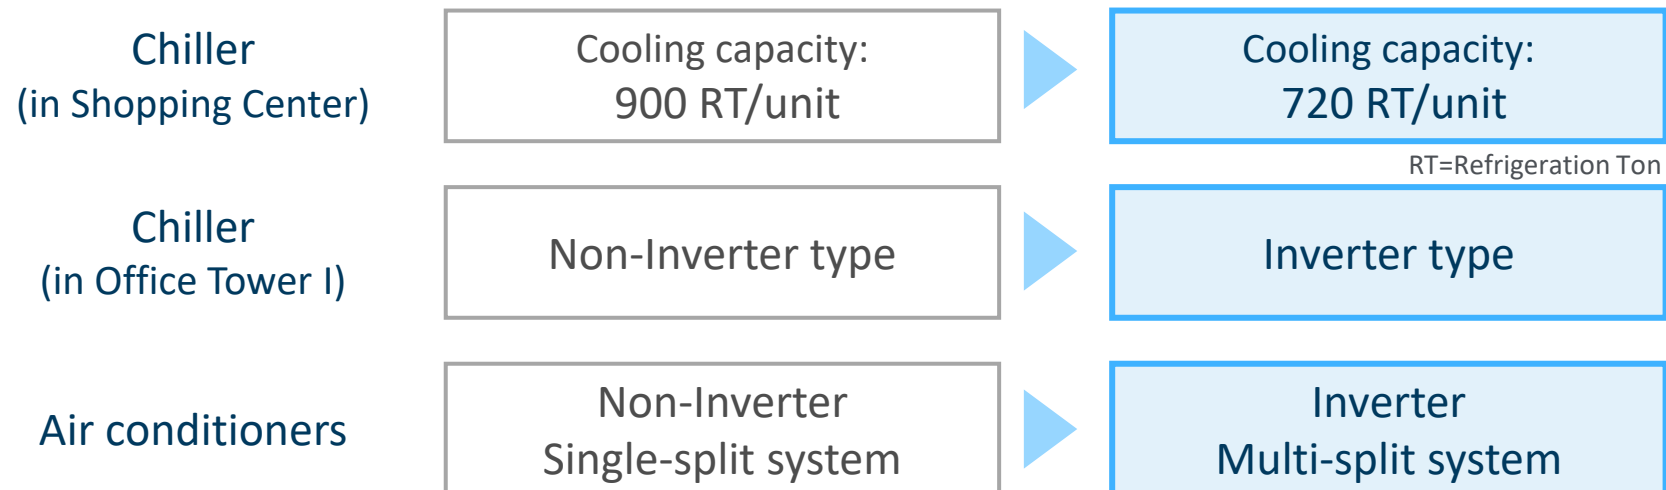 Chiller
(in Shopping Center)
Cooling capacity:
900 RT/unit
Cooling capacity:
720 RT/unit
RT=Refrigeration Ton
Chiller
(in Office Tower I)
Non-Inverter type
Inverter type
Air conditioners
Non-Inverter
Single-split system
Inverter
Multi-split system